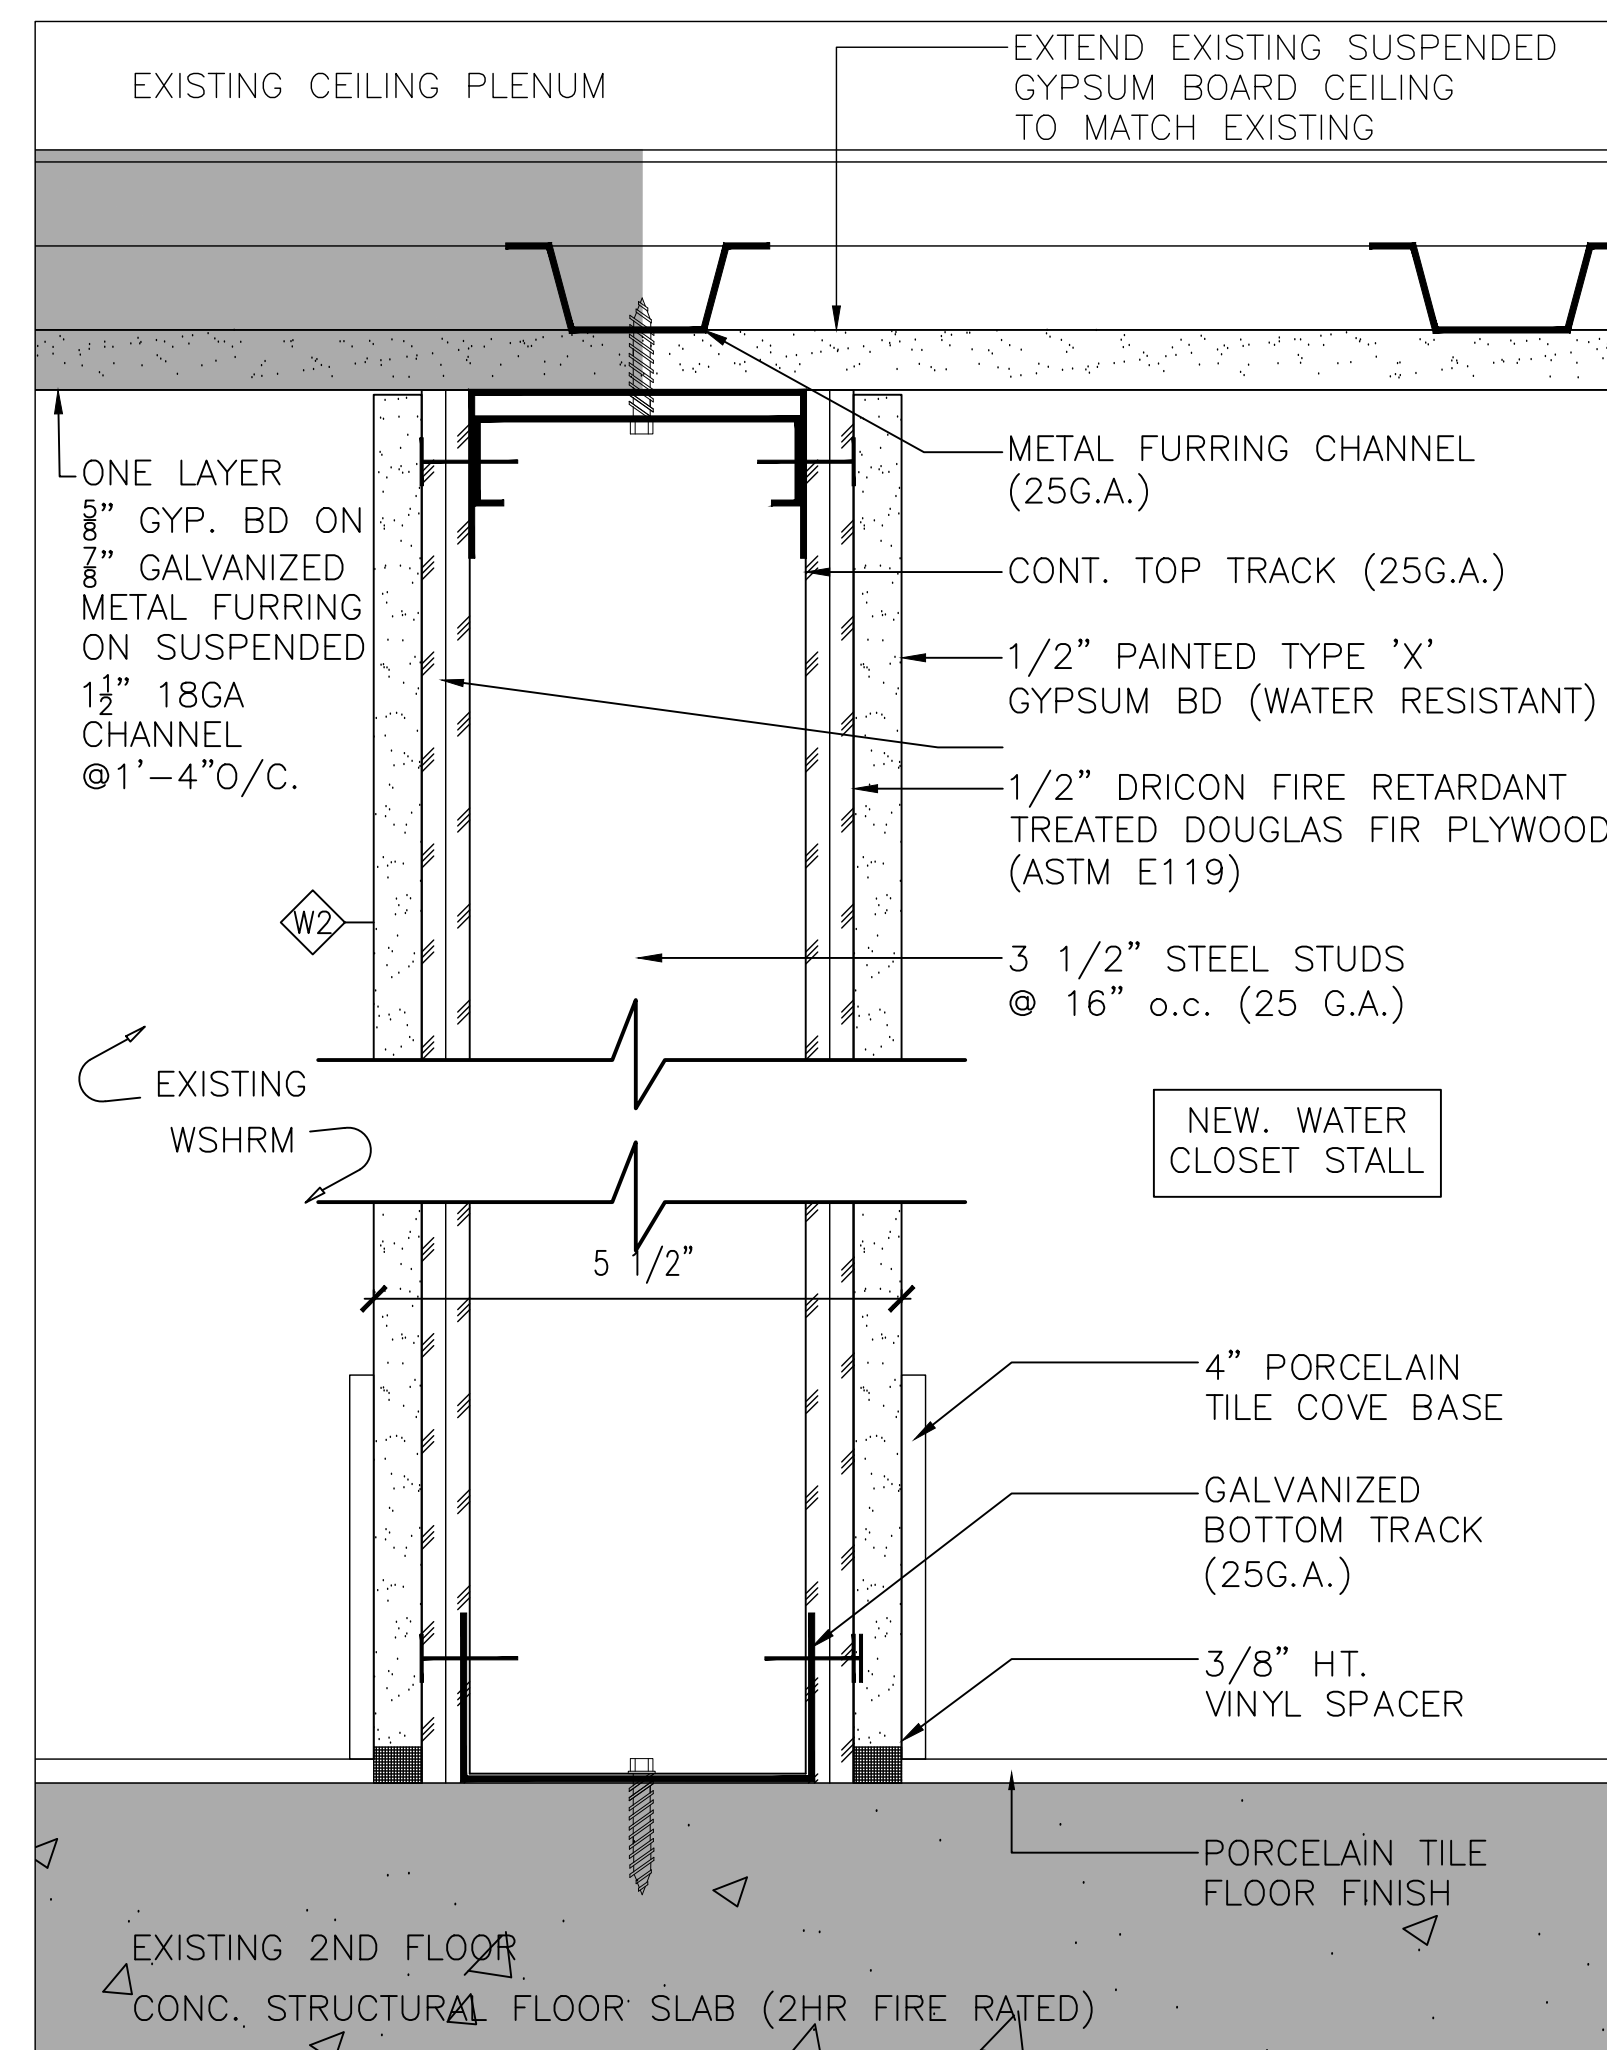 EXISTING CEILING PLENUM
EXTEND EXISTING SUSPENDED
GYPSUM BOARD CEILING
TO MATCH EXISTING
ONE LAYER
5/8” GYP. BD ON
7/8” GALVANIZED
METAL FURRING
ON SUSPENDED
1 1/2” 18GA
CHANNEL
@1’-4”O/C.
METAL FURRING CHANNEL
(25G.A.)
CONT. TOP TRACK (25G.A.)
1/2” PAINTED TYPE ’X’
GYPSUM BD (WATER RESISTANT)
1/2” DRICON FIRE RETARDANT
TREATED DOUGLAS FIR PLYWOOD
(ASTM E119)
W2
3 1/2” STEEL STUDS
@ 16” o.c. (25 G.A.)
EXISTING
WSHRM
NEW. WATER
CLOSET STALL
5 1/2”
4” PORCELAIN
TILE COVE BASE
GALVANIZED
BOTTOM TRACK
(25G.A.)
3/8” HT.
VINYL SPACER
PORCELAIN TILE
FLOOR FINISH
EXISTING 2ND FLOOR
CONC. STRUCTURAL FLOOR SLAB (2HR FIRE RATED)